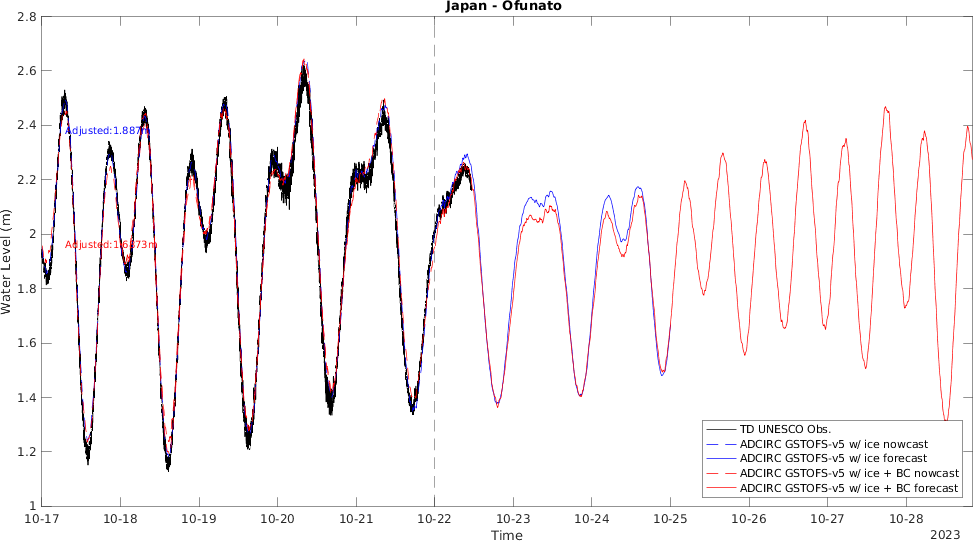 Japan - Ofunato
Water Level (m)
2.8
2.6
2.4
2.2
2
1.8
1.6
1.4
1.2
1
Adjusted:1.887m
TD UNESCO Obs.
ADCIRC GSTOFS-v5 w/ ice nowcast
ADCIRC GSTOFS-v5 w/ ice forecast
ADCIRC GSTOFS-v5 w/ ice + BC nowcast
ADCIRC GSTOFS-v5 w/ ice + BC forecast
10-17 10-18 10-19 10-20 10-21 10-22 10-23 10-24 10-25 10-26 10-27 10-28
Time
2023